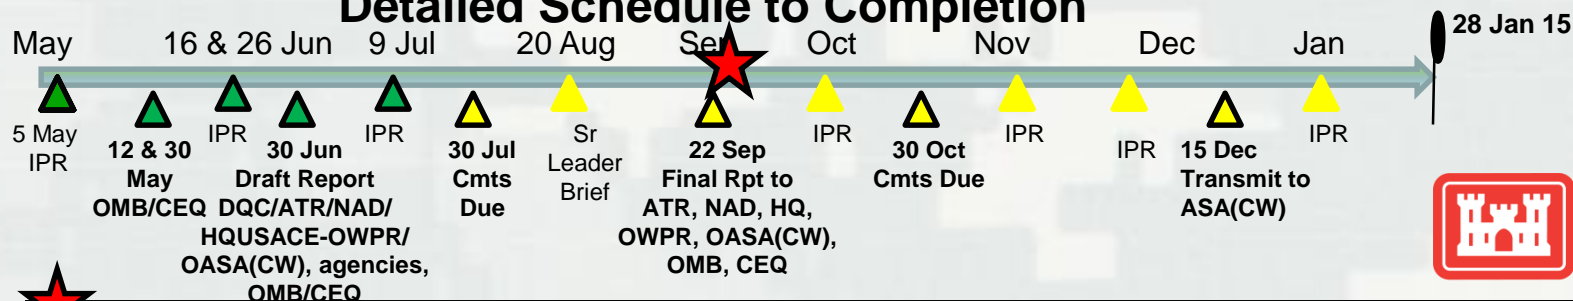 Detailed Schedule to Completion
May 16 & 26 Jun 9 Jul 20 Aug Sep Oct Nov Dec Jan 28 Jan 15
5 May
IPR
12 & 30
May
OMB/CEQ
IPR
30 Jun
Draft Report
DQC/ATR/NAD/
HQUSACE-OWPR/
OASA(CW), agencies,
OMB/CEQ
IPR
30 Jul
Cmts
Due
Sr
Leader
Brief
22 Sep
Final Rpt to
ATR, NAD, HQ,
OWPR, OASA(CW),
OMB, CEQ
IPR
30 Oct
Cmts Due
IPR
IPR
15 Dec
Transmit to
ASA(CW)
IPR